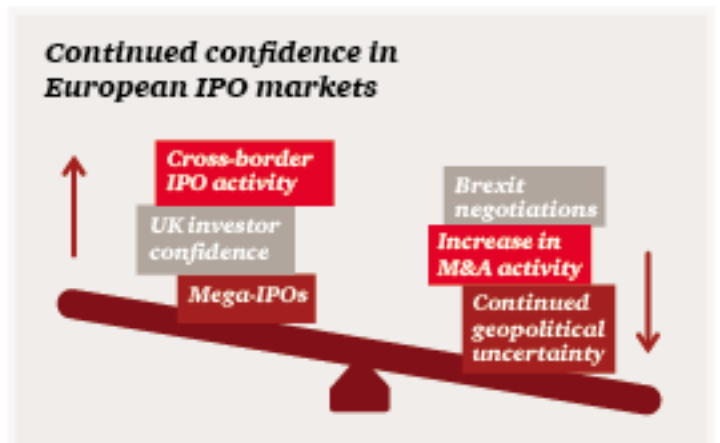 Continued confidence in
European IPO markets
Cross-border
IPO activity
UK investor
confidence
Mega-IPOs
Brexit
negotiations
Increase in
M&A activity
Continued
geopolitical
uncertainty